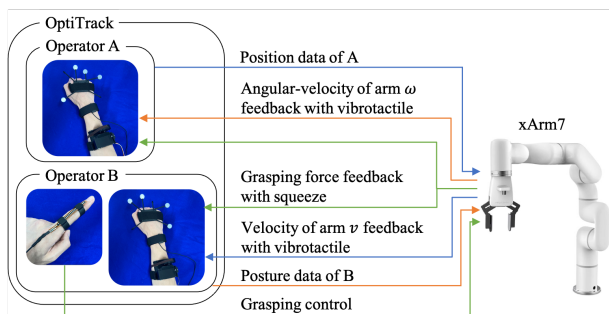 OptiTrack
Operator A
Position data of A
Angular-velocity of arm ω
feedback with vibrotactile
xArm7
Operator B
Grasping force feedback
with squeeze
Velocity of arm v feedback
with vibrotactile
Posture data of B
Grasping control